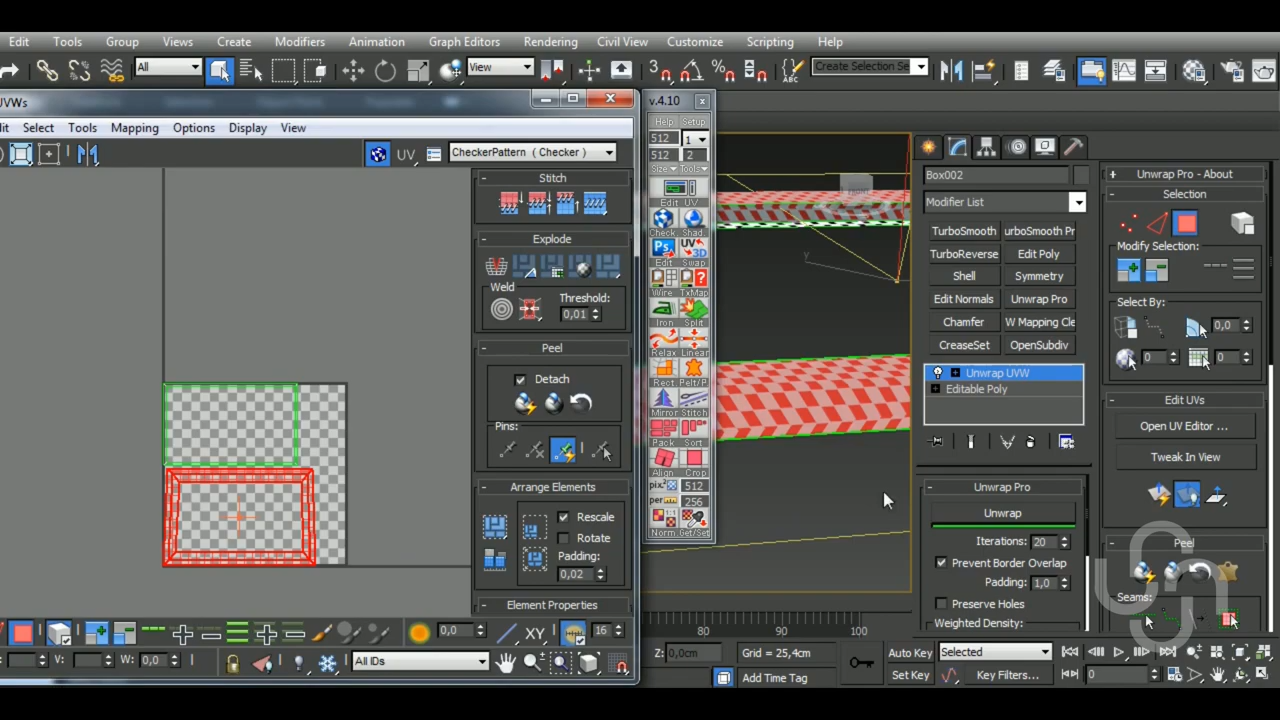 Edit Tools Group Views Create Modifiers Animation Graph Editors Rendering Civil View Customize Scripting Help
All View Create Selection Se
UVWs
it Select Tools Mapping Options Display View
UV CheckerPattern ( Checker )
Stitch
Explode
Weld
Threshold:
0,01
Peel
Detach
Pins:
Arrange Elements
Rescale
Rotate
Padding:
0,02
Element Properties
0,0 XY 16
V: W: 0,0 All IDs
v.4.10
Help Setup
512 1
512 2
Size Tools
Edit UV
Check Shad.
Edit Swap
Wire TxMap
Iron Split
Relax Linear
Rect Pelt/P
Mirror Stitch
Pack Sort
Align Crop
pix² 512
per 256
Norm. Get/Set
80 90 100
Z: 0,0cm Grid = 25,4cm
Add Time Tag
Auto Key Selected
Set Key Key Filters... 0
Box002
Modifier List
TurboSmooth urboSmooth Pr
TurboReverse Edit Poly
Shell Symmetry
Edit Normals Unwrap Pro
Chamfer W Mapping Cle
CreaseSet OpenSubdiv
Unwrap UVW
Editable Poly
Unwrap Pro
Unwrap
Iterations: 20
Prevent Border Overlap
Padding: 1,0
Preserve Holes
Weighted Density:
Unwrap Pro - About
Selection
Modify Selection:
Select By:
0,0
0 0
Edit UVs
Open UV Editor ...
Tweak In View
Peel
Seams: